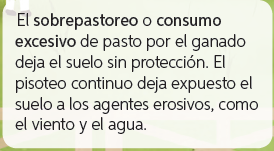 El sobrepastoreo o consumo
excesivo de pasto por el ganado
deja el suelo sin protección. El
pisoteo continuo deja expuesto el
suelo a los agentes erosivos, como
el viento y el agua.